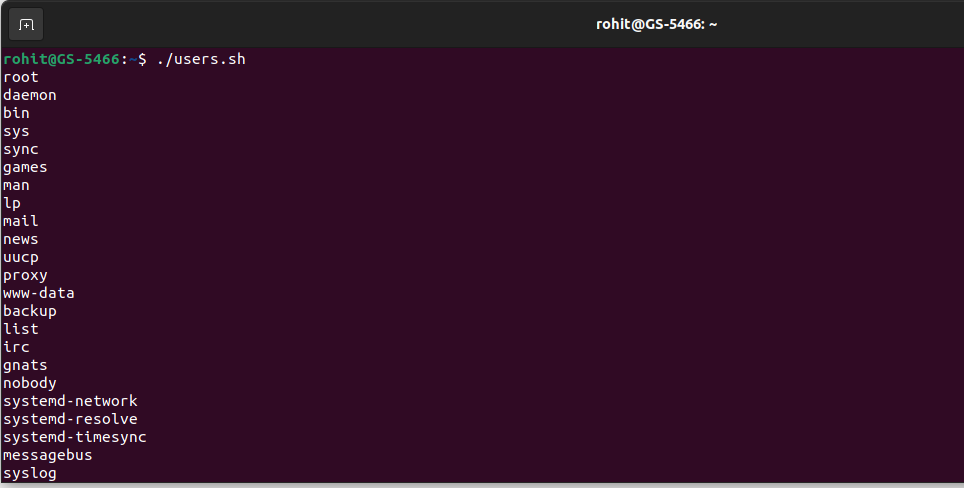 rohit@GS-5466: ~
rohit@GS-5466:~$ ./users.sh
root
daemon
bin
sys
sync
games
man
lp
mail
news
uucp
proxy
www-data
backup
list
irc
gnats
nobody
systemd-network
systemd-resolve
systemd-timesync
messagebus
syslog